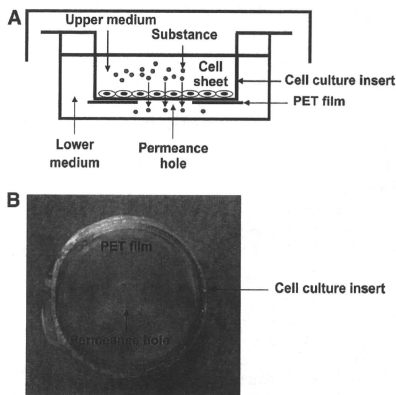 A
Upper medium
Substance
Cell
sheet
Cell culture insert
PET film
Lower
medium
Permeance
hole
B
PET film
Cell culture insert
Permeance hole